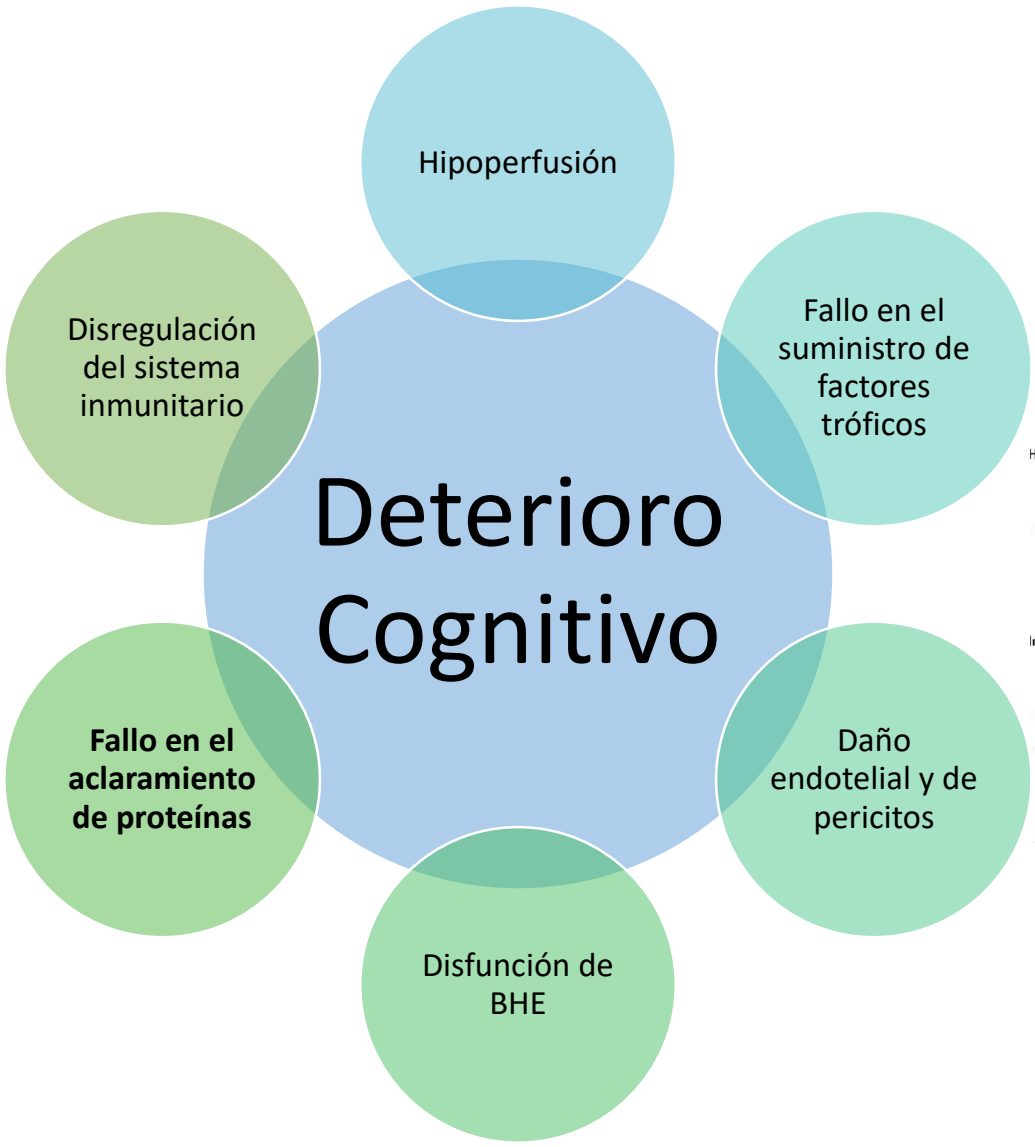 Hipoperfusión
Fallo en el
suministro de
factores
tróficos
Daño
endotelial y de
pericitos
Disfunción de
BHE
Fallo en el
aclaramiento
de proteínas
Disregulación
del sistema
inmunitario
Deterioro
Cognitivo